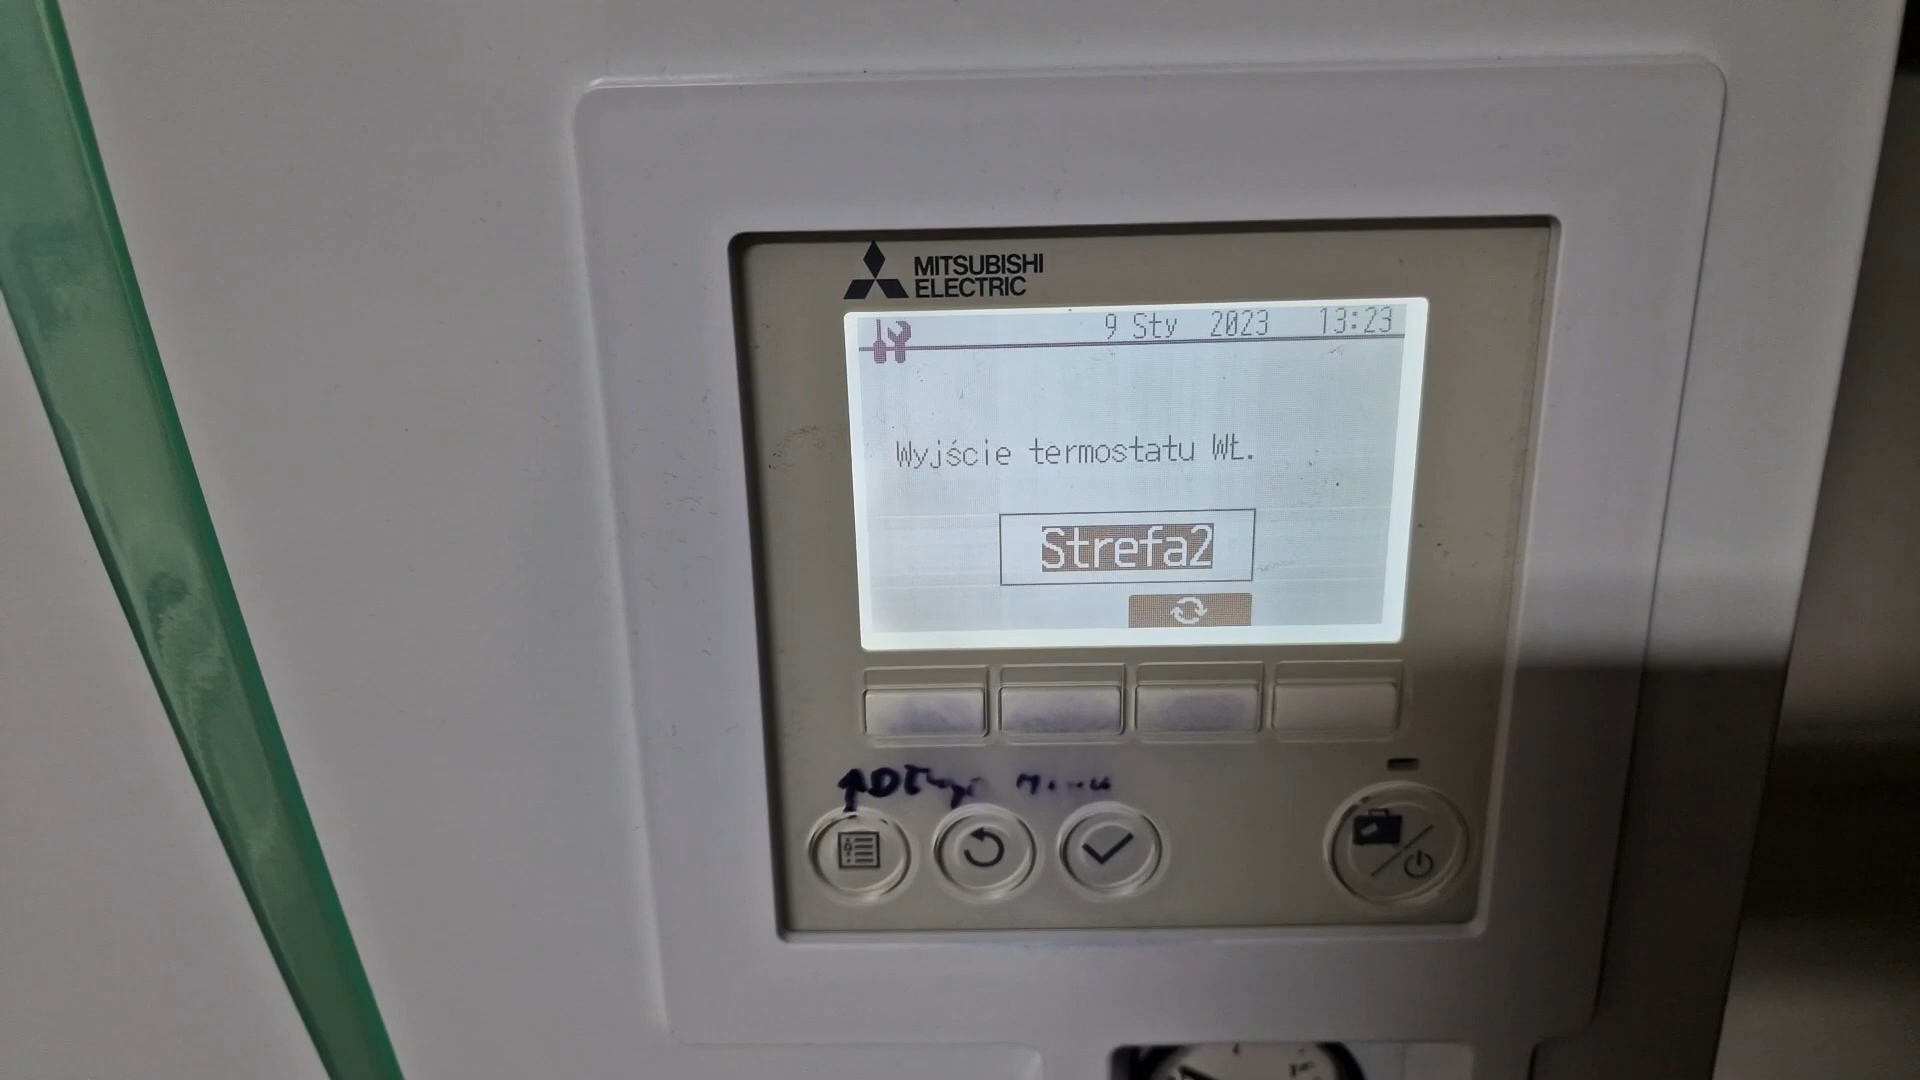 MITSUBISHI
ELECTRIC
9 Sty 2023 13:23
Wyjście termostatu WŁ.
Strefa2